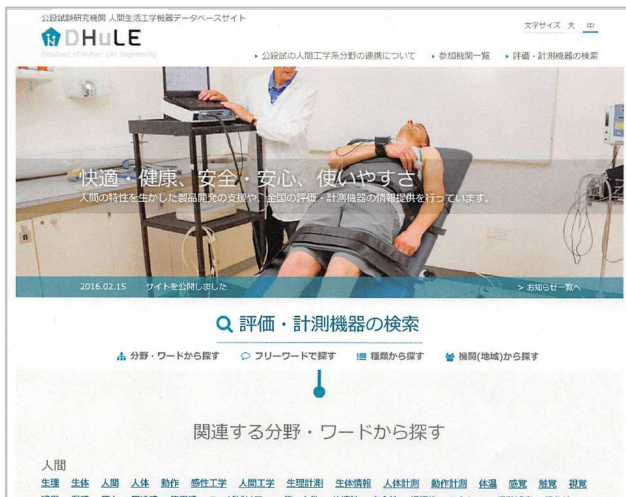 公設試験研究機関 人間生活工学機器データベースサイト
文字サイズ 大 中
DHuLE
Database of Human Life Engineering
公設試の人間工学系分野の連携について 参加機関一覧 評価・計測機器の検索
快適・健康、安全・安心、使いやすさ
人間の特性を生かした製品開発の支援や、全国の評価・計測機器の情報提供を行っています。
2016.02.15 サイトを公開しました > お知らせ一覧へ
評価・計測機器の検索
分野・ワードから探す フリーワードで探す 種類から探す 機関(地域)から探す
関連する分野・ワードから探す
人間
生理 生体 人間 人体 動作 感性工学 人間工学 生理計測 生体情報 人体計測 動作計測 体温 感覚 触覚 視覚